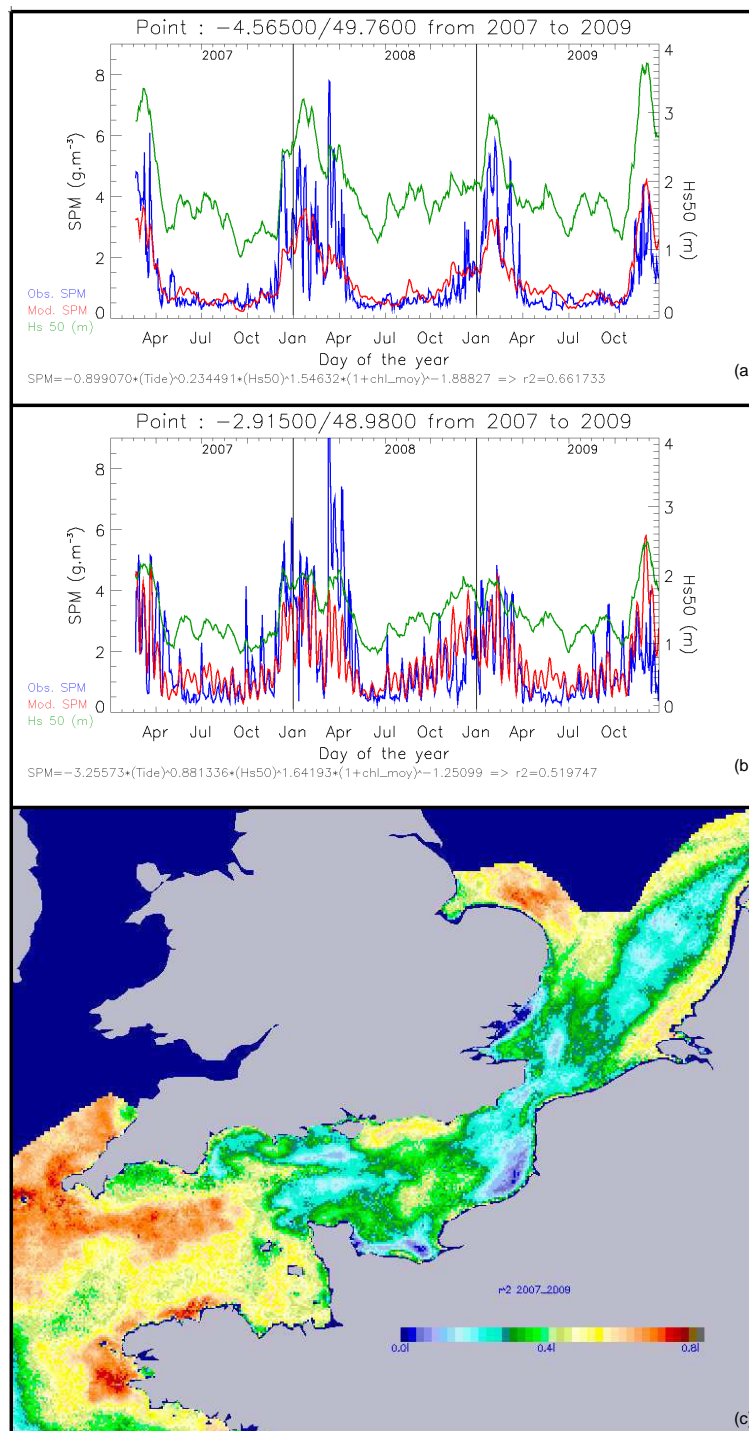 Point : -4.56500/49.7600 from 2007 to 2009
2007 2008 2009
8
6
4
2
0
SPM (g.m-3)
4
3
2
1
0
Hs50 (m)
Obs. SPM
Mod. SPM
Hs 50 (m)
Apr Jul Oct Jan Apr Jul Oct Jan Apr Jul Oct
Day of the year
SPM=-0.899070*(Tide)^0.234491*(Hs50)^1.54632*(1+chl_moy)^-1.88827 => r2=0.661733
(a
Point : -2.91500/48.9800 from 2007 to 2009
2007 2008 2009
8
6
4
2
0
SPM (g.m-3)
4
3
2
1
0
Hs50 (m)
Obs. SPM
Mod. SPM
Hs 50 (m)
Apr Jul Oct Jan Apr Jul Oct Jan Apr Jul Oct
Day of the year
SPM=-3.25573*(Tide)^0.881336*(Hs50)^1.64193*(1+chl_moy)^-1.25099 => r2=0.519747
(b
r^2 2007_2009
0.0 0.4 0.8
(c)